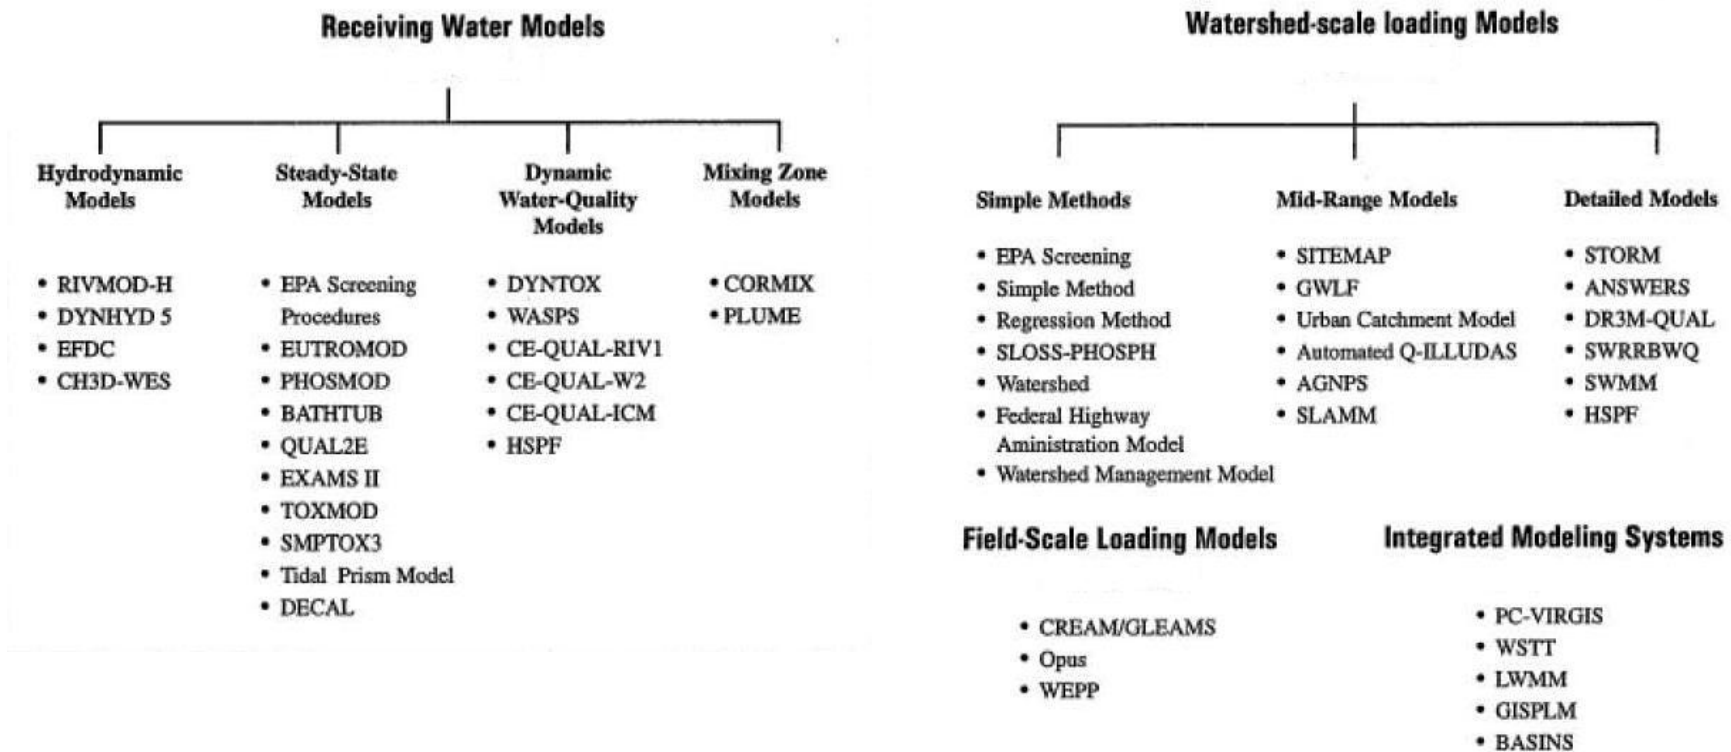 Receiving Water Models
Hydrodynamic
Models
• RIVMOD-H
• DYNHYD 5
• EFDC
• CH3D-WES
Steady-State
Models
• EPA Screening
Procedures
• EUTROMOD
• PHOSMOD
• BATHTUB
• QUAL2E
• EXAMS II
• TOXMOD
• SMPTOX3
• Tidal Prism Model
• DECAL
Dynamic
Water-Quality
Models
• DYNTOX
• WASPS
• CE-QUAL-RIV1
• CE-QUAL-W2
• CE-QUAL-ICM
• HSPF
Mixing Zone
Models
• CORMIX
• PLUME
Watershed-scale loading Models
Simple Methods
• EPA Screening
• Simple Method
• Regression Method
• SLOSS-PHOSPH
• Watershed
• Federal Highway
Aministration Model
• Watershed Management Model
Mid-Range Models
• SITEMAP
• GWLF
• Urban Catchment Model
• Automated Q-ILLUDAS
• AGNPS
• SLAMM
Detailed Models
• STORM
• ANSWERS
• DR3M-QUAL
• SWRRBWQ
• SWMM
• HSPF
Field-Scale Loading Models
• CREAM/GLEAMS
• Opus
• WEPP
Integrated Modeling Systems
• PC-VIRGIS
• WSTT
• LWMM
• GISPLM
• BASINS